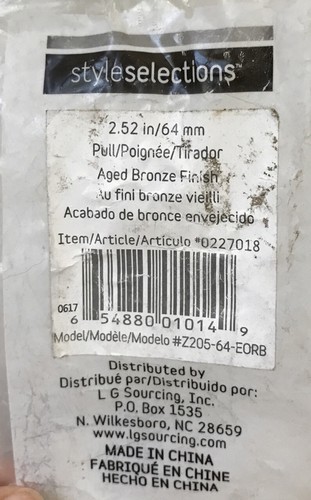 styleselections™
2.52 in/64 mm
Pull/Poignée/Tirador
Aged Bronze Finish
Au fini bronze vieilli
Acabado de bronce envejecido
Item/Article/Artículo #0227018
0617
6 54880 01014 9
Model/Modèle/Modelo #Z205-64-EORB
Distributed by
Distribué par/Distribuido por:
L G Sourcing, Inc.
P.O. Box 1535
N. Wilkesboro, NC 28659
www.lgsourcing.com
MADE IN CHINA
FABRIQUÉ EN CHINE
HECHO EN CHINA